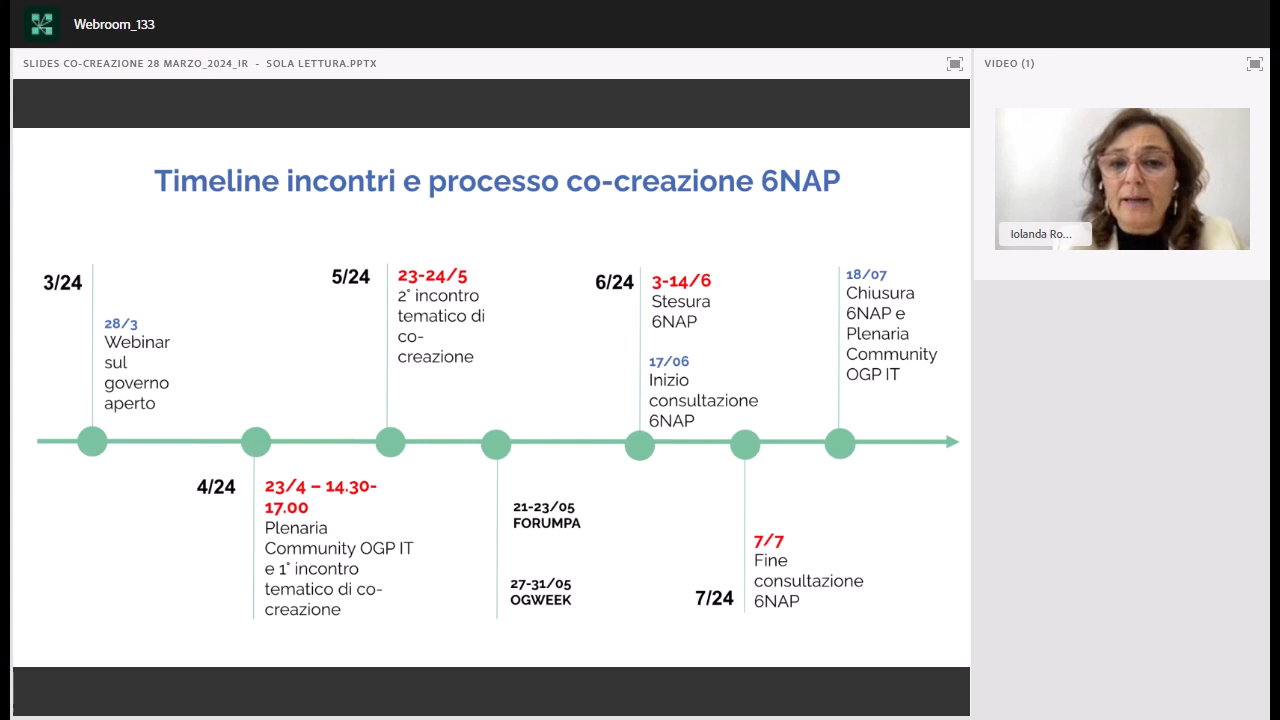 Webroom_133
SLIDES CO-CREAZIONE 28 MARZO_2024_IR - SOLA LETTURA.PPTX
VIDEO (1)
Timeline incontri e processo co-creazione 6NAP
3/24
28/3
Webinar
sul
governo
aperto
5/24
23-24/5
2° incontro
tematico di
co-
creazione
6/24
3-14/6
Stesura
6NAP
17/06
Inizio
consultazione
6NAP
18/07
Chiusura
6NAP e
Plenaria
Community
OGP IT
4/24
23/4 – 14.30-
17.00
Plenaria
Community OGP IT
e 1° incontro
tematico di co-
creazione
21-23/05
FORUMPA
27-31/05
OGWEEK
7/24
7/7
Fine
consultazione
6NAP
Iolanda Ro...